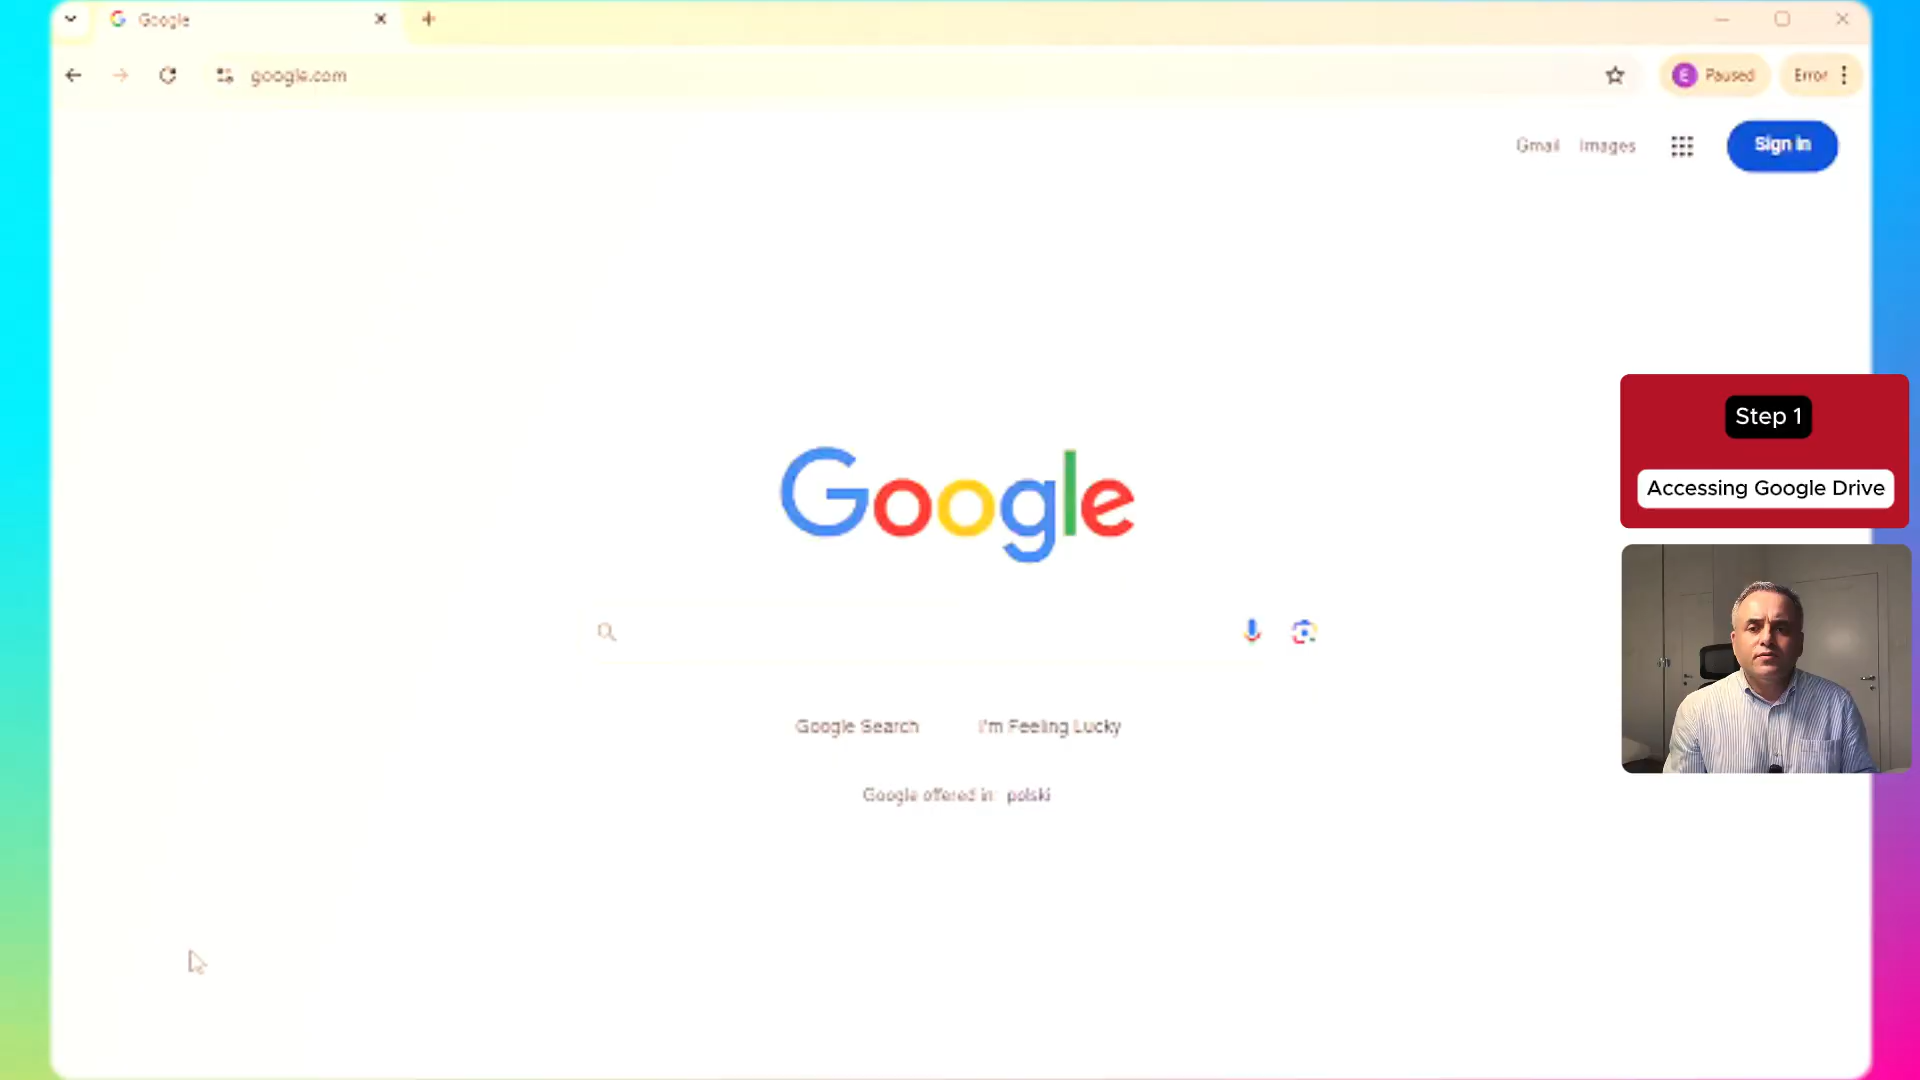 Google
google.com
E Paused
Error
Gmail Images
Sign in
Step 1
Accessing Google Drive
Google
Google Search
I'm Feeling Lucky
Google offered in: polski